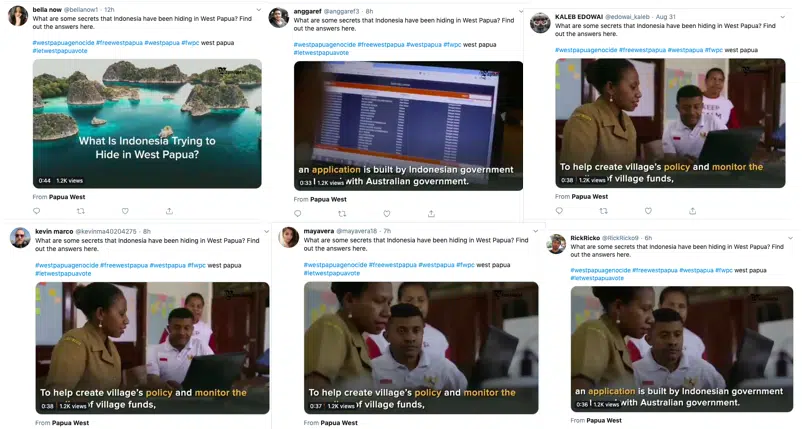 bella now @bellanow1 · 12h
What are some secrets that Indonesia have been hiding in West Papua? Find
out the answers here.
#westpapuagenocide #freewestpapua #westpapua #fwpc west papua
#letwestpapuavote
What Is Indonesia Trying to
Hide in West Papua?
0:44 1.2K views
From Papua West
anggaref @anggaref3 · 8h
What are some secrets that Indonesia have been hiding in West Papua? Find
out the answers here.
#westpapuagenocide #freewestpapua #westpapua #fwpc west papua
#letwestpapuavote
an application is built by Indonesian government
0:33 1.2K views with Australian government.
From Papua West
KALEB EDOWAI @edowai_kaleb · Aug 31
What are some secrets that Indonesia have been hiding in West Papua? Find
out the answers here.
#westpapuagenocide #freewestpapua #westpapua #fwpc west papua
To help create village's policy and monitor the
0:38 1.2K views of village funds,
From Papua West
kevin marco @kevinma40204275 · 8h
What are some secrets that Indonesia have been hiding in West Papua? Find
out the answers here.
#westpapuagenocide #freewestpapua #westpapua #fwpc west papua
#letwestpapuavote
To help create village's policy and monitor the
0:38 1.2K views of village funds,
From Papua West
mayavera @mayavera18 · 7h
What are some secrets that Indonesia have been hiding in West Papua? Find
out the answers here.
#westpapuagenocide #freewestpapua #westpapua #fwpc west papua
#letwestpapuavote
To help create village's policy and monitor the
0:37 1.2K views of village funds,
From Papua West
RickRicko @RickRicko9 · 6h
What are some secrets that Indonesia have been hiding in West Papua? Find
out the answers here.
#westpapuagenocide #freewestpapua #westpapua #fwpc west papua
#letwestpapuavote
an application is built by Indonesian government
0:36 1.2K views with Australian government.
From Papua West